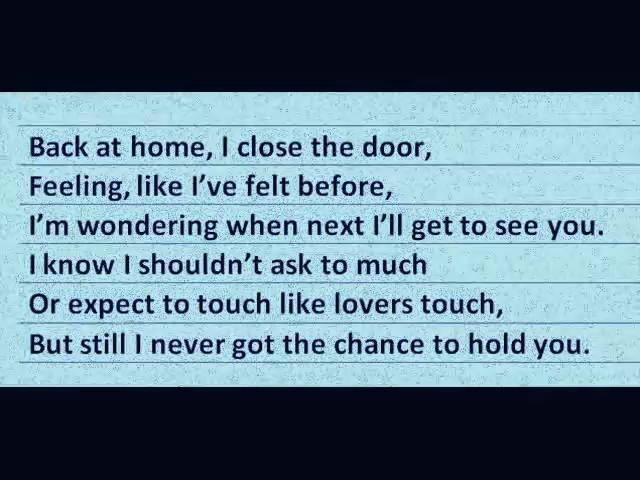 Back at home, I close the door,
Feeling, like I've felt before,
I'm wondering when next I'll get to see you.
I know I shouldn't ask to much
Or expect to touch like lovers touch,
But still I never got the chance to hold you.